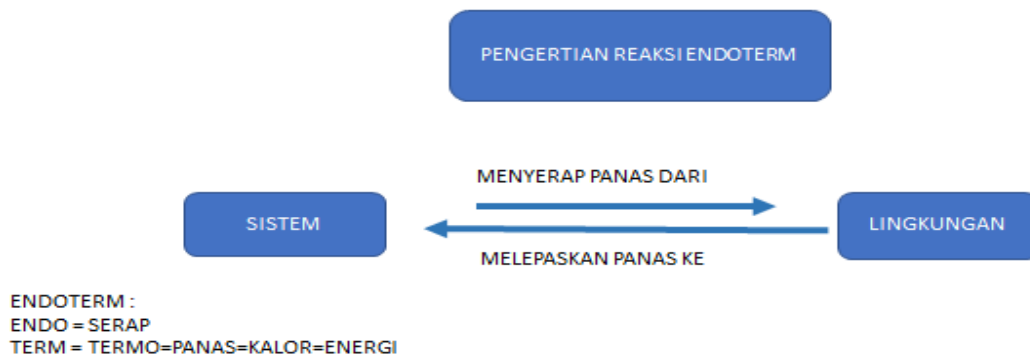 PENGERTIAN REAKSI ENDOTERM
MENYERAP PANAS DARI
SISTEM
LINGKUNGAN
MELEPASKAN PANAS KE
ENDOTERM :
ENDO = SERAP
TERM = TERMO=PANAS=KALOR=ENERGI